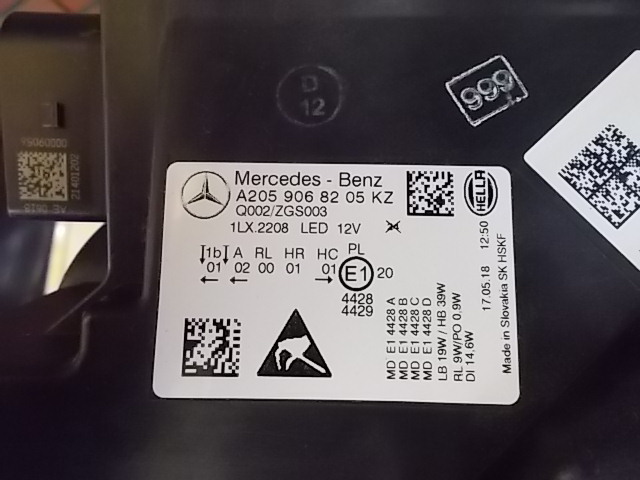 D
12
999
95060000
21401202
Mercedes - Benz
A205 906 82 05 KZ
Q002/ZGS003
1LX.2208 LED 12V
HELLA
1b A RL HR HC PL
01 02 00 01 01 E1 20
4428
4429
MD E1 4428 A
MD E1 4428 B
MD E1 4428 C
MD E1 4428 D
LB 19W / HB 39W
RL 9W/PO 0.9W
DI 14.6W
17.05.18 12:50
Made in Slovakia SK HSKF